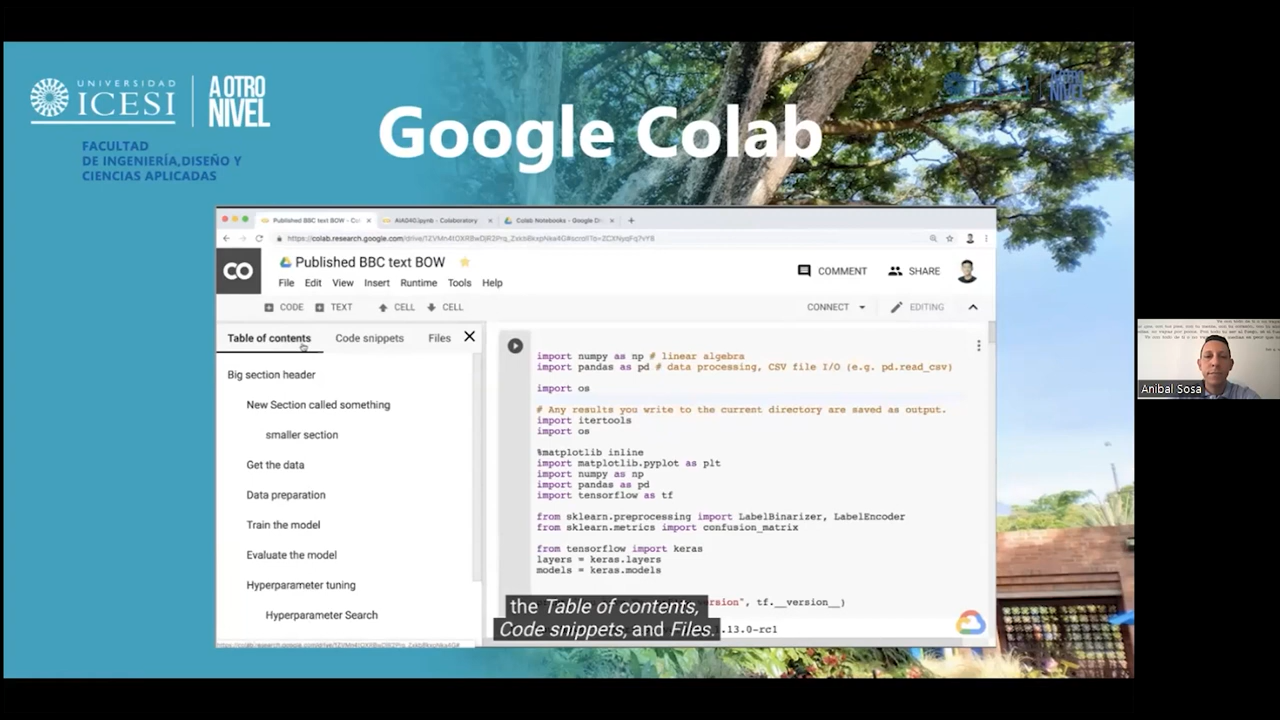 UNIVERSIDAD
ICESI
A OTRO
NIVEL
FACULTAD
DE INGENIERÍA,DISEÑO Y
CIENCIAS APLICADAS
Google Colab
Published BBC text BOW - Co
Colaboratory
Colab Notebooks - Google Dr
Published BBC text BOW
COMMENT
SHARE
File Edit View Insert Runtime Tools Help
CODE TEXT CELL CELL
CONNECT
EDITING
Table of contents Code snippets Files
Big section header
New Section called something
smaller section
Get the data
Data preparation
Train the model
Evaluate the model
Hyperparameter tuning
Hyperparameter Search
import numpy as np # linear algebra
import pandas as pd # data processing, CSV file I/O (e.g. pd.read_csv)
import os
# Any results you write to the current directory are saved as output.
import itertools
import os
%matplotlib inline
import matplotlib.pyplot as plt
import numpy as np
import pandas as pd
import tensorflow as tf
from sklearn.preprocessing import LabelBinarizer, LabelEncoder
from sklearn.metrics import confusion_matrix
from tensorflow import keras
layers = keras.layers
models = keras.models
version", tf.__version__)
.13.0-rc1
the Table of contents,
Code snippets, and Files.
Anibal Sosa